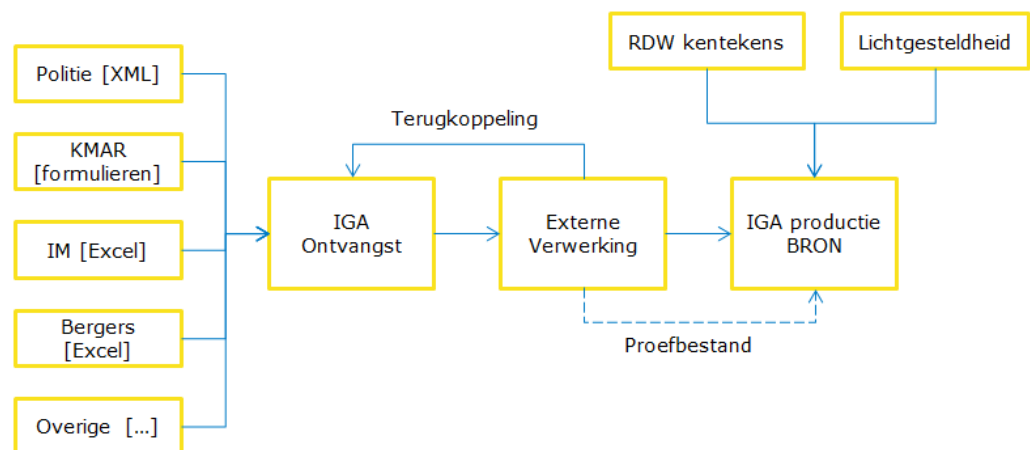 RDW kentekens
Lichtgesteldheid
Politie [XML]
Terugkoppeling
KMAR
[formulieren]
IGA
Ontvangst
Externe
Verwerking
IGA productie
BRON
IM [Excel]
Bergers
[Excel]
Proefbestand
Overige [...]